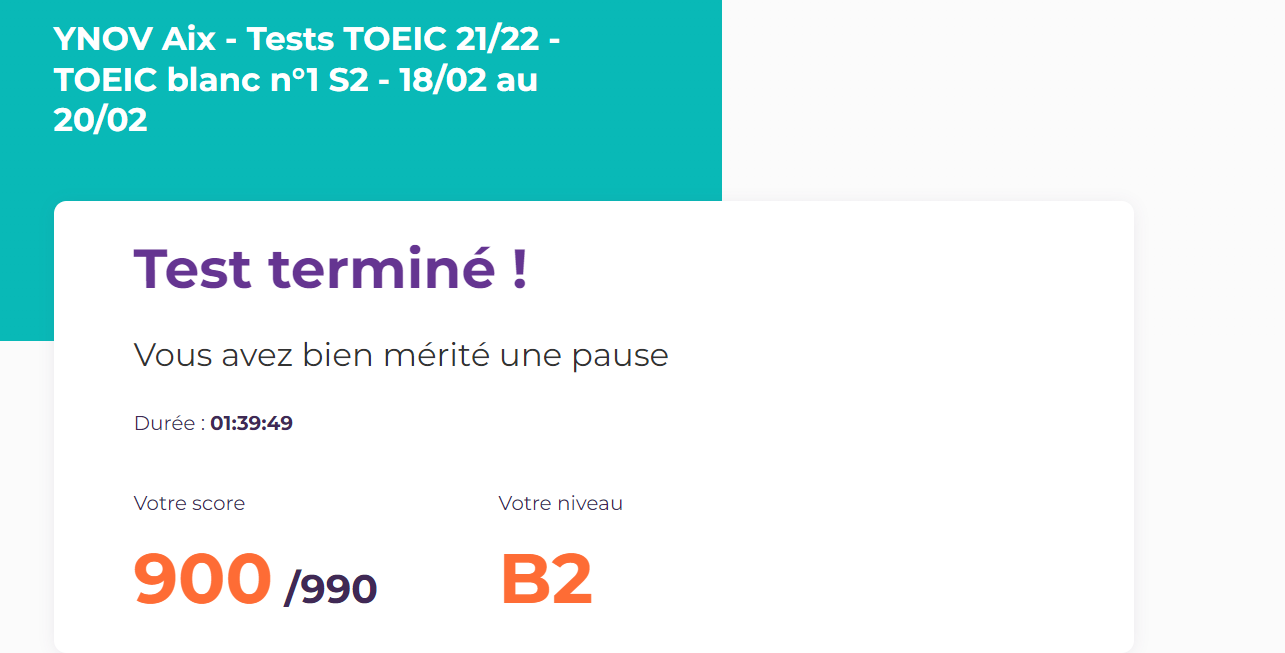 YNOV Aix - Tests TOEIC 21/22 -
TOEIC blanc n°1 S2 - 18/02 au
20/02
Test terminé !
Vous avez bien mérité une pause
Durée : 01:39:49
Votre score
Votre niveau
900 /990
B2